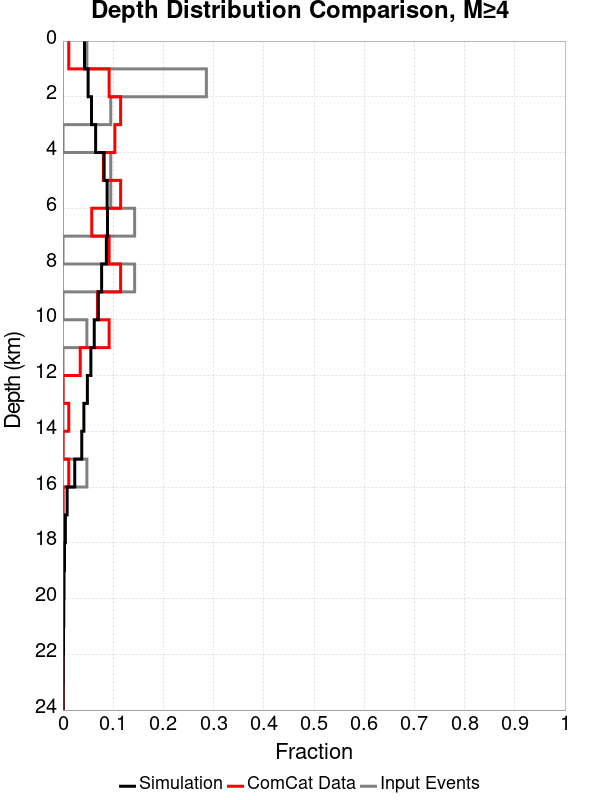 Depth Distribution Comparison, M≥4
0
2
4
6
8
10
12
14
16
18
20
22
24
Depth (km)
0 0.1 0.2 0.3 0.4 0.5 0.6 0.7 0.8 0.9 1
Fraction
Simulation ComCat Data Input Events